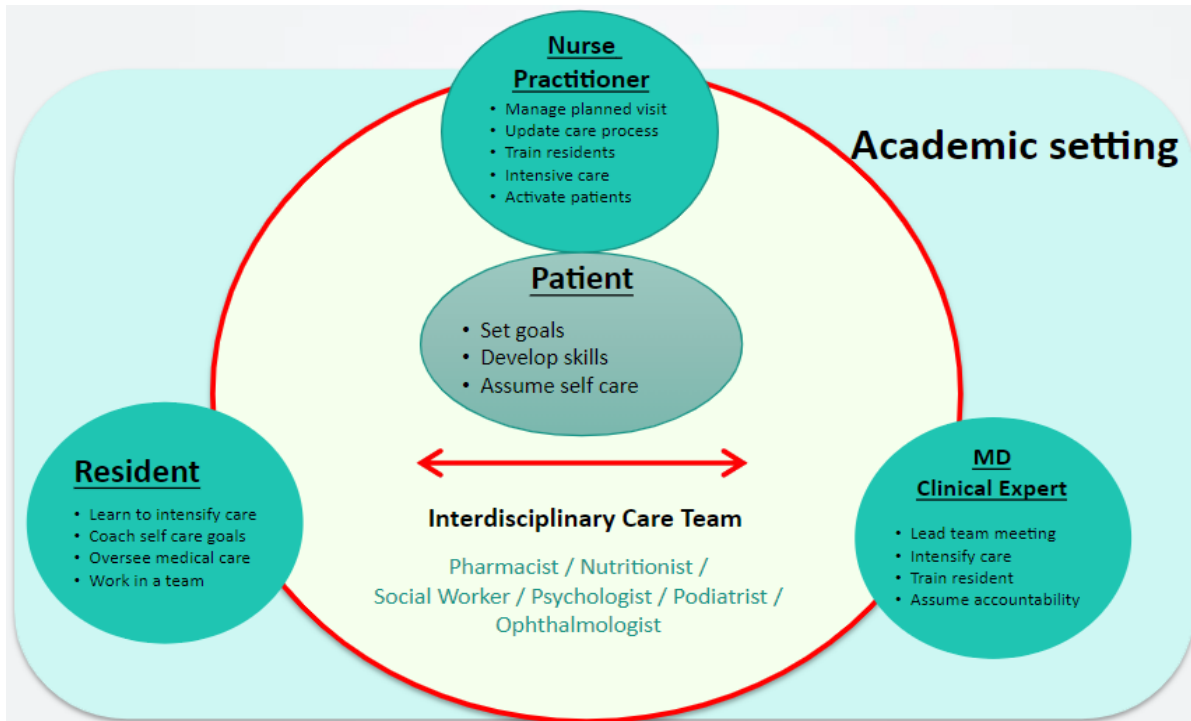 Nurse
Practitioner
• Manage planned visit
• Update care process
• Train residents
• Intensive care
• Activate patients
Academic setting
Patient
• Set goals
• Develop skills
• Assume self care
Resident
• Learn to intensify care
• Coach self care goals
• Oversee medical care
• Work in a team
MD
Clinical Expert
• Lead team meeting
• Intensify care
• Train resident
• Assume accountability
Interdisciplinary Care Team
Pharmacist / Nutritionist /
Social Worker / Psychologist / Podiatrist /
Ophthalmologist